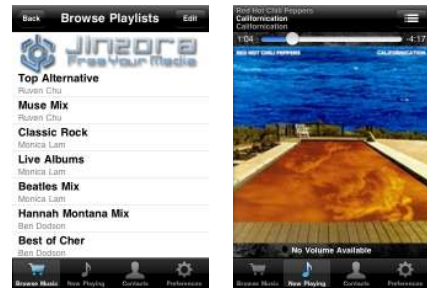 Back Browse Playlists Edit
Jinzora
Free Your Media
Top Alternative
Ruven Chu
Muse Mix
Ruven Chu
Classic Rock
Monica Lam
Live Albums
Monica Lam
Beatles Mix
Monica Lam
Hannah Montana Mix
Ben Dodson
Best of Cher
Ben Dodson
Browse Music Now Playing Contacts Preferences
Red Hot Chili Peppers
Californication
Californication
1:04 -4:17
RED HOT CHILI PEPPERS CALIFORNICATION
No Volume Available
Browse Music Now Playing Contacts Preferences